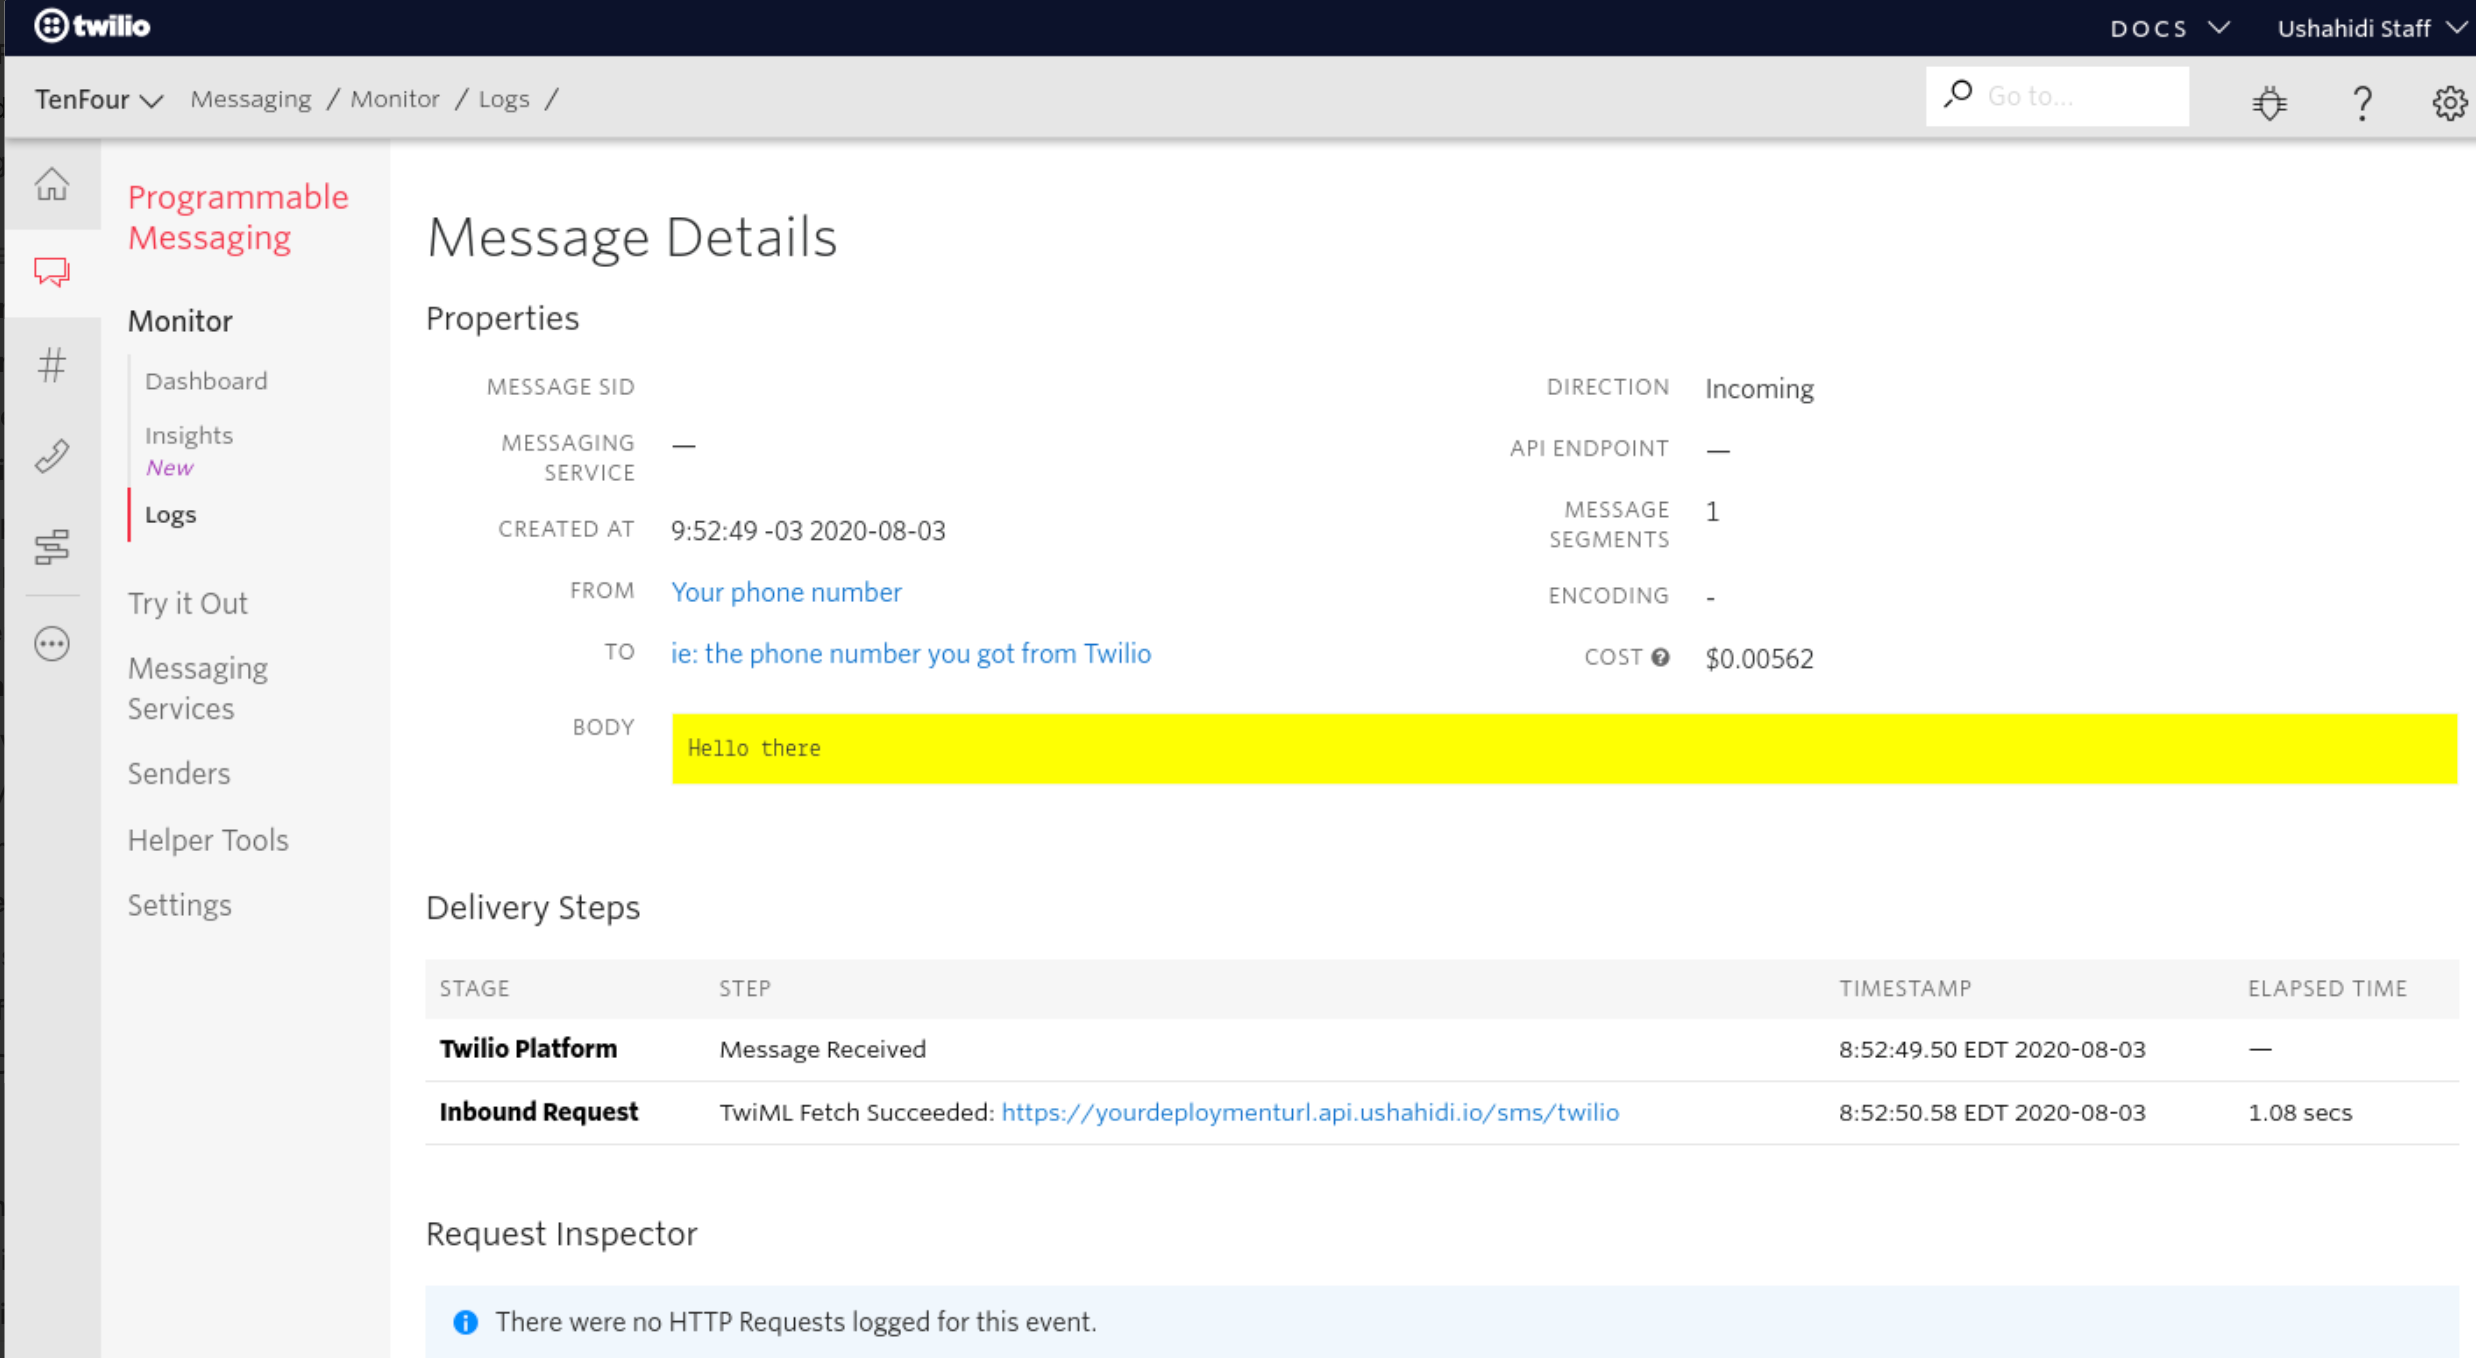 twilio
DOCS
Ushahidi Staff
TenFour
Messaging / Monitor / Logs /
Go to...
Programmable
Messaging
Monitor
Dashboard
Insights
New
Logs
Try it Out
Messaging
Services
Senders
Helper Tools
Settings
Message Details
Properties
MESSAGE SID
MESSAGING
SERVICE
—
CREATED AT
9:52:49 -03 2020-08-03
FROM
Your phone number
TO
ie: the phone number you got from Twilio
DIRECTION
Incoming
API ENDPOINT
—
MESSAGE
SEGMENTS
1
ENCODING
-
COST
$0.00562
BODY
Hello there
Delivery Steps
STAGE STEP TIMESTAMP ELAPSED TIME
Twilio Platform Message Received 8:52:49.50 EDT 2020-08-03 —
Inbound Request TwiML Fetch Succeeded: https://yourdeploymenturl.api.ushahidi.io/sms/twilio 8:52:50.58 EDT 2020-08-03 1.08 secs
Request Inspector
There were no HTTP Requests logged for this event.